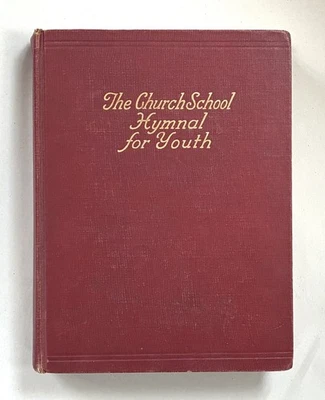 The Church School
Hymnal
for Youth